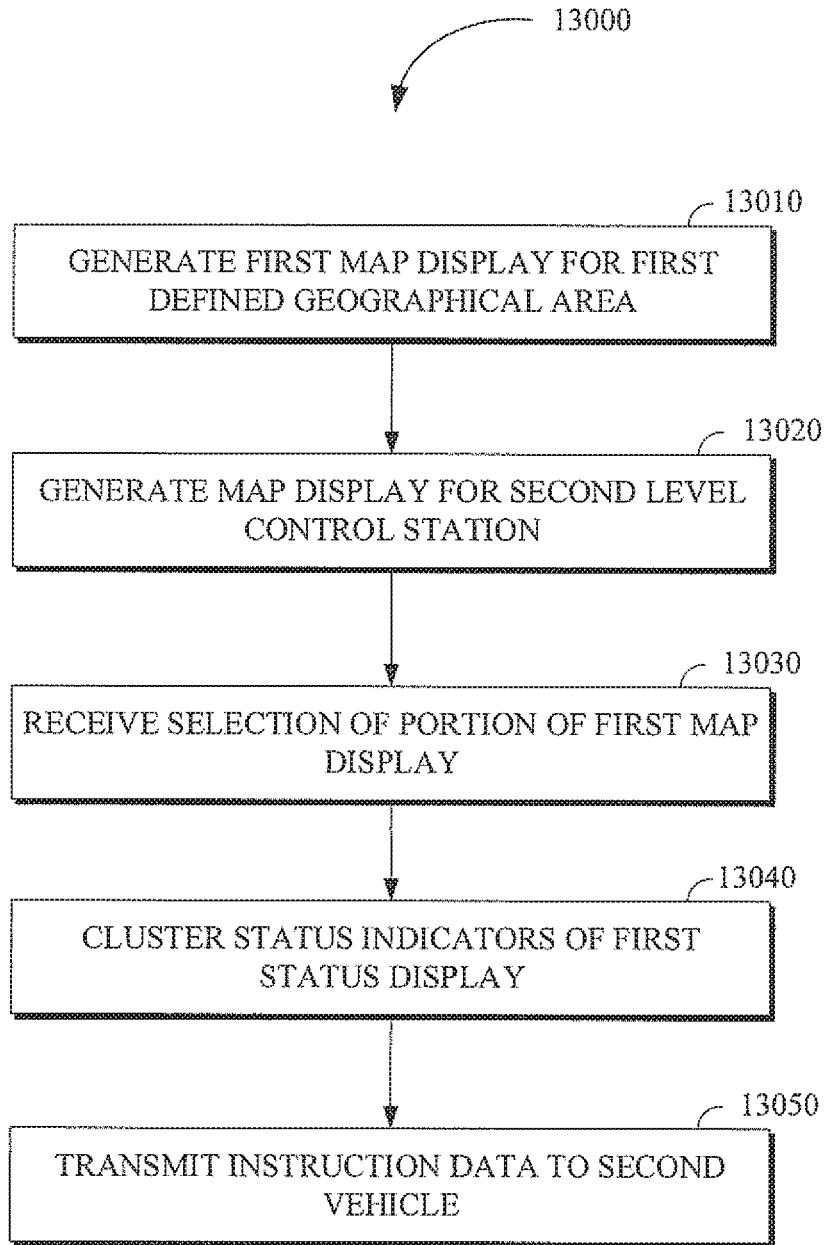 13000
13010
GENERATE FIRST MAP DISPLAY FOR FIRST
DEFINED GEOGRAPHICAL AREA
13020
GENERATE MAP DISPLAY FOR SECOND LEVEL
CONTROL STATION
13030
RECEIVE SELECTION OF PORTION OF FIRST MAP
DISPLAY
13040
CLUSTER STATUS INDICATORS OF FIRST
STATUS DISPLAY
13050
TRANSMIT INSTRUCTION DATA TO SECOND
VEHICLE